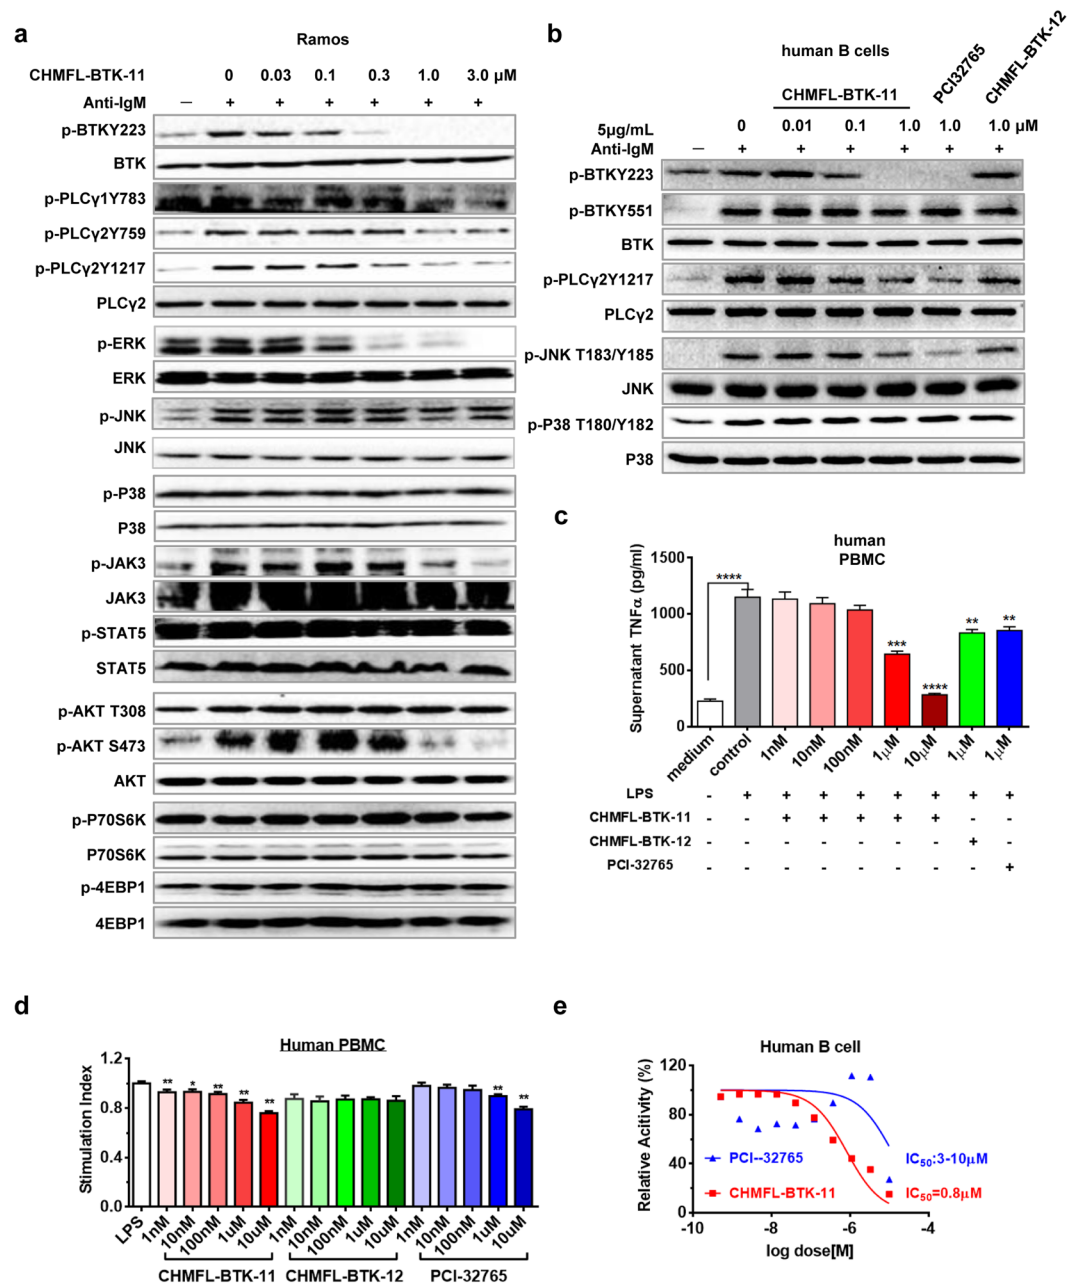 a
Ramos
CHMFL-BTK-11 0 0.03 0.1 0.3 1.0 3.0 μM
Anti-IgM — + + + + + +
p-BTKY223
BTK
p-PLCγ1Y783
p-PLCγ2Y759
p-PLCγ2Y1217
PLCγ2
p-ERK
ERK
p-JNK
JNK
p-P38
P38
p-JAK3
JAK3
p-STAT5
STAT5
p-AKT T308
p-AKT S473
AKT
p-P70S6K
P70S6K
p-4EBP1
4EBP1
b
human B cells
CHMFL-BTK-11
PCI32765
CHMFL-BTK-12
5μg/mL 0 0.01 0.1 1.0 1.0 1.0 μM
Anti-IgM — + + + + + +
p-BTKY223
p-BTKY551
BTK
p-PLCγ2Y1217
PLCγ2
p-JNK T183/Y185
JNK
p-P38 T180/Y182
P38
c
human
PBMC
Supernatant TNFα (pg/ml)
1500
1000
500
0
****
***
****
**
**
medium
control
1nM
10nM
100nM
1μM
10μM
1μM
1μM
LPS - + + + + + + + +
CHMFL-BTK-11 - - + + + + + - -
CHMFL-BTK-12 - - - - - - - + -
PCI-32765 - - - - - - - - +
d
Human PBMC
Stimulation Index
1.2
0.8
0.4
0.0
** * ** ** ** ** **
LPS
1nM
10nM
100nM
1uM
10uM
1nM
10nM
100nM
1uM
10uM
1nM
10nM
100nM
1uM
10uM
CHMFL-BTK-11 CHMFL-BTK-12 PCI-32765
e
Human B cell
Relative Acitivity (%)
120
80
40
0
PCI--32765 IC50:3-10μM
CHMFL-BTK-11 IC50=0.8μM
-10 -8 -6 -4
log dose[M]